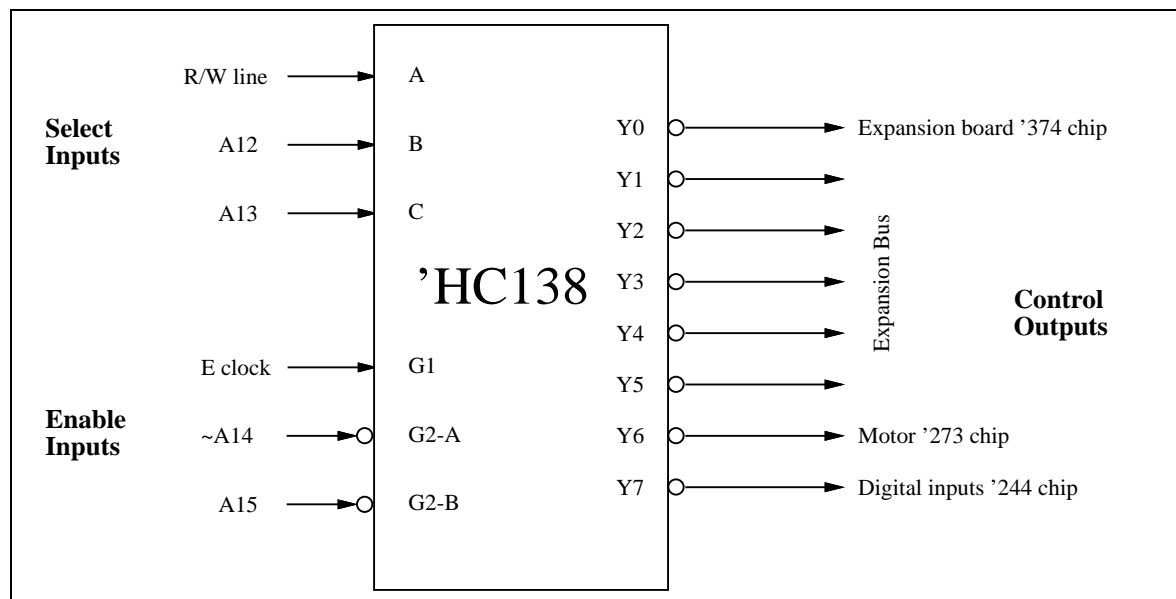 Select
Inputs
R/W line
A12
A13
A
B
C
'HC138
Enable
Inputs
E clock
~A14
A15
G1
G2-A
G2-B
Y0
Y1
Y2
Y3
Y4
Y5
Y6
Y7
Expansion board '374 chip
Expansion Bus
Motor '273 chip
Digital inputs '244 chip
Control
Outputs